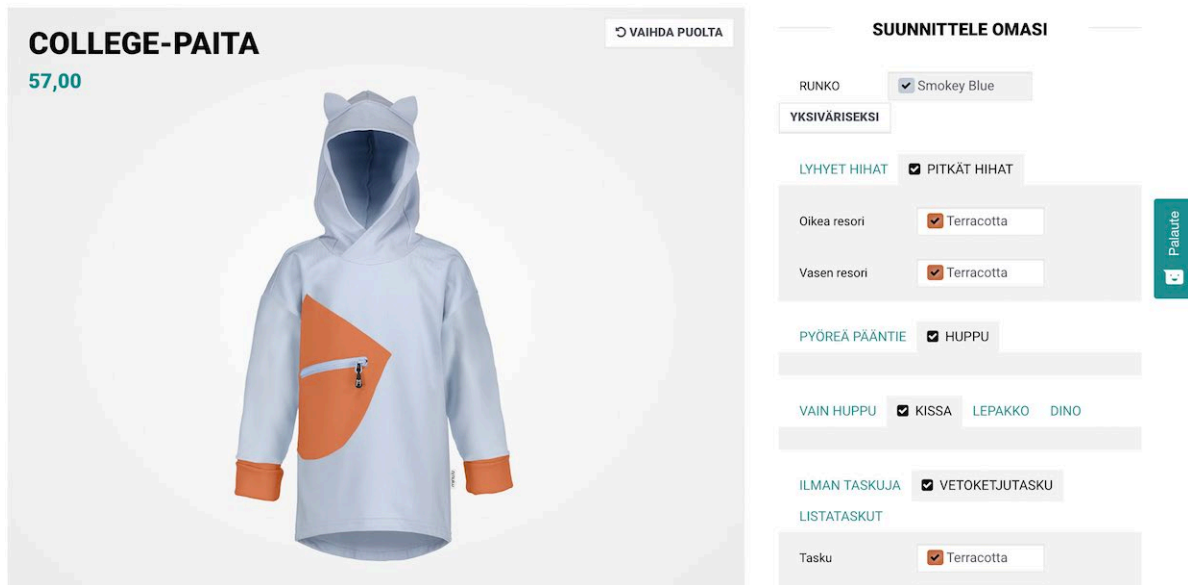 COLLEGE-PAITA
57,00
VAIHDA PUOLTA
SUUNNITTELE OMASI
RUNKO Smokey Blue
YKSIVÄRISEKSI
LYHYET HIHAT PITKÄT HIHAT
Oikea resori Terracotta
Vasen resori Terracotta
PYÖREÄ PÄÄNTIE HUPPU
VAIN HUPPU KISSA LEPAKKO DINO
ILMAN TASKUJA VETOKETJUTASKU
LISTATASKUT
Tasku Terracotta
Palaute